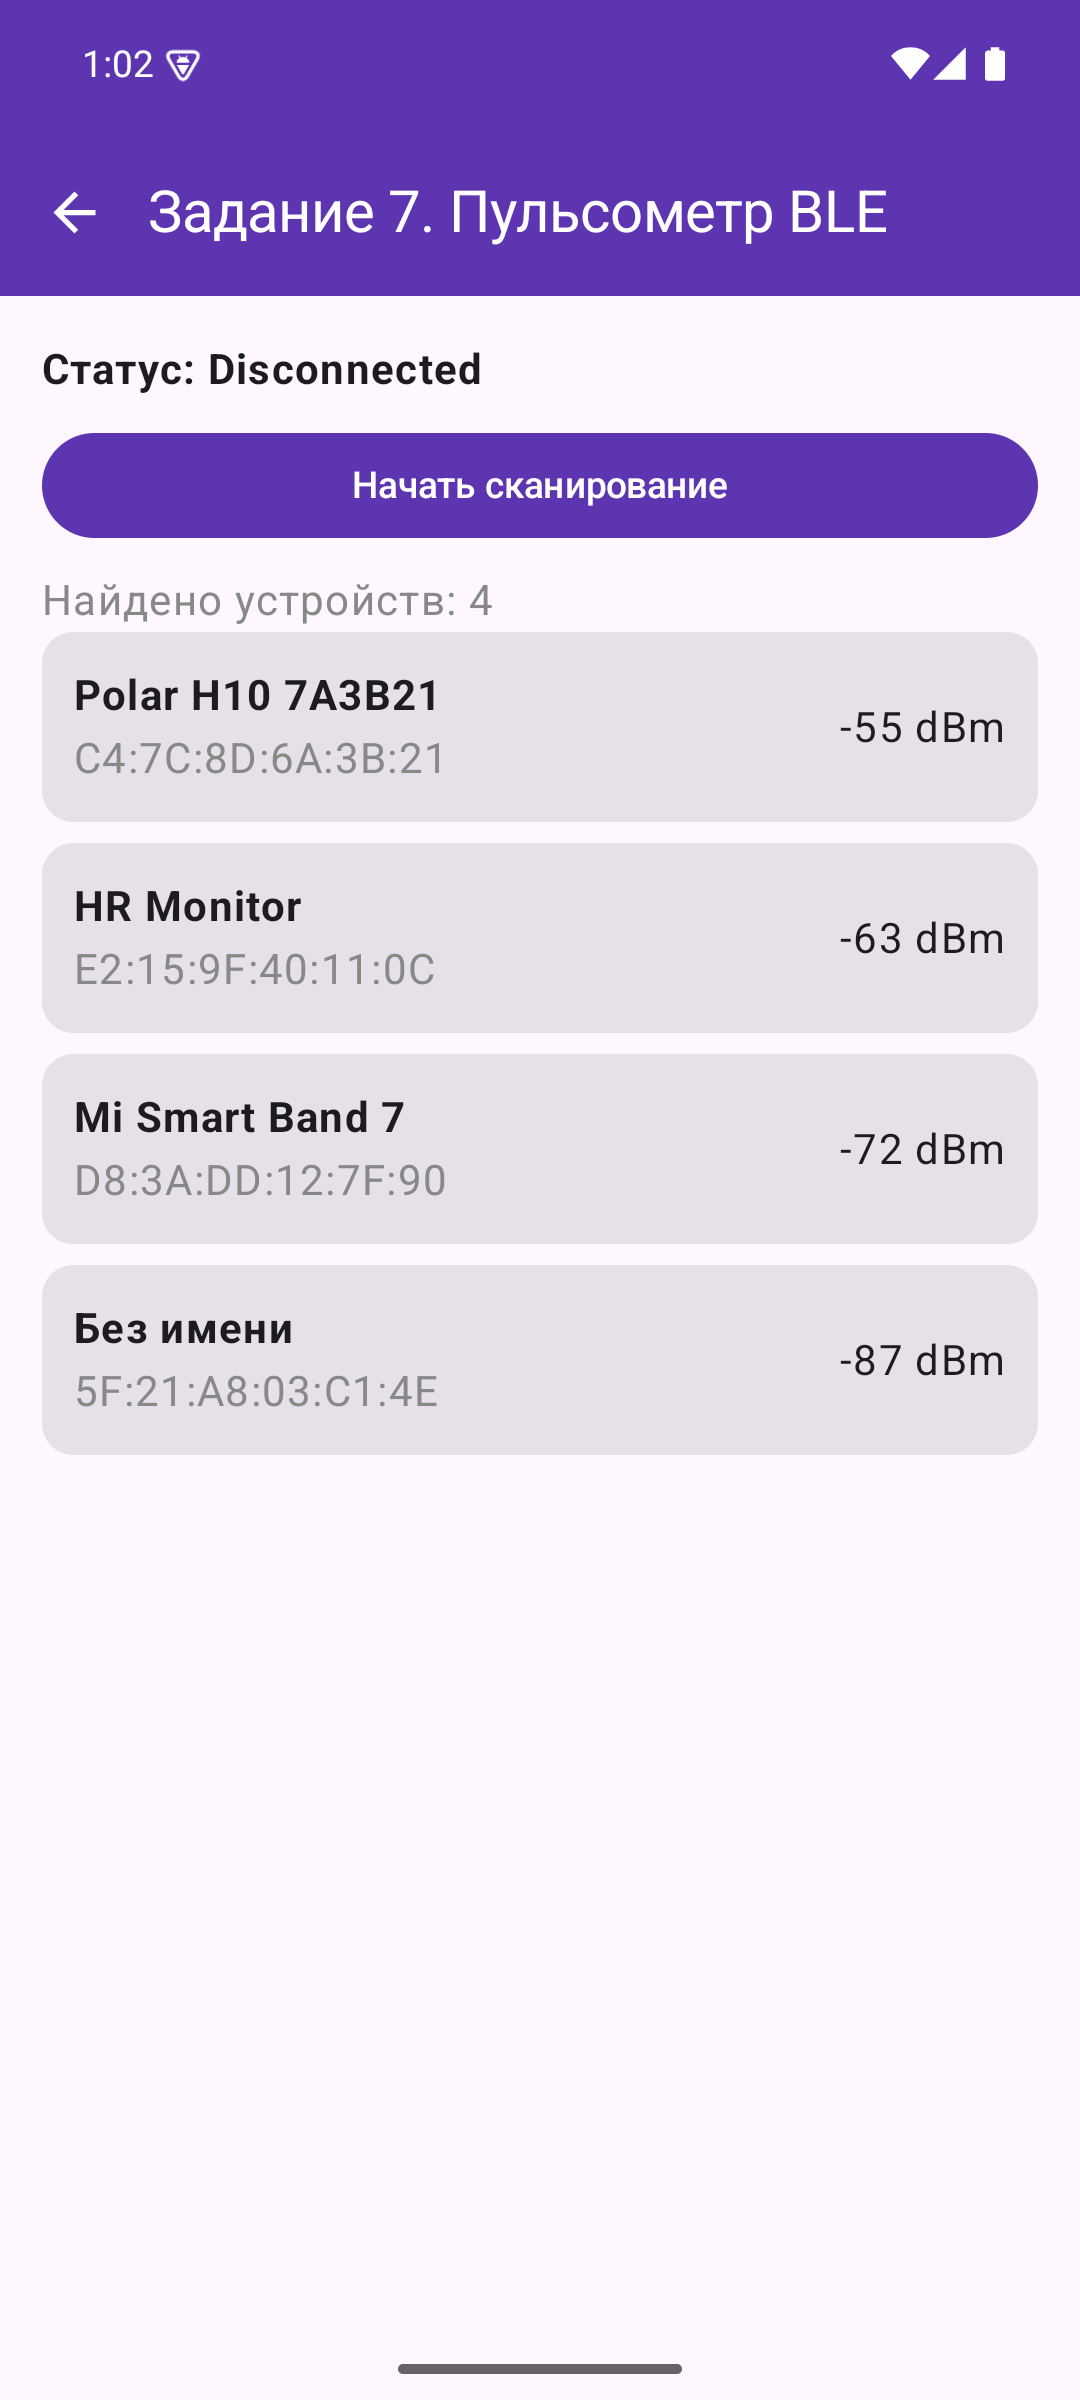 1:02
Задание 7. Пульсометр BLE
Статус: Disconnected
Начать сканирование
Найдено устройств: 4
Polar H10 7A3B21
C4:7C:8D:6A:3B:21
-55 dBm
HR Monitor
E2:15:9F:40:11:0C
-63 dBm
Mi Smart Band 7
D8:3A:DD:12:7F:90
-72 dBm
Без имени
5F:21:A8:03:C1:4E
-87 dBm